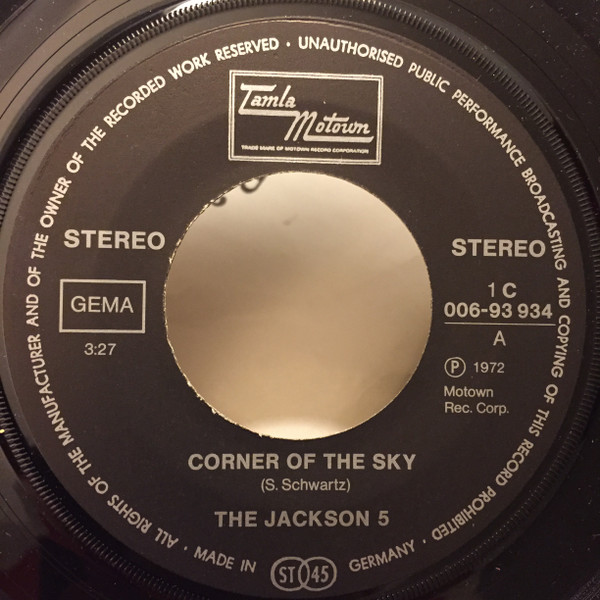 ALL RIGHTS OF THE MANUFACTURER AND OF THE OWNER OF THE RECORDED WORK RESERVED · UNAUTHORISED PUBLIC PERFORMANCE BROADCASTING AND COPYING OF THIS RECORD PROHIBITED
Tamla
Motown
TRADE MARK OF MOTOWN RECORD CORPORATION
STEREO
STEREO
GEMA
3:27
1 C
006-93 934
A
Ⓟ 1972
Motown
Rec. Corp.
CORNER OF THE SKY
(S. Schwartz)
THE JACKSON 5
· MADE IN ST 45 GERMANY ·